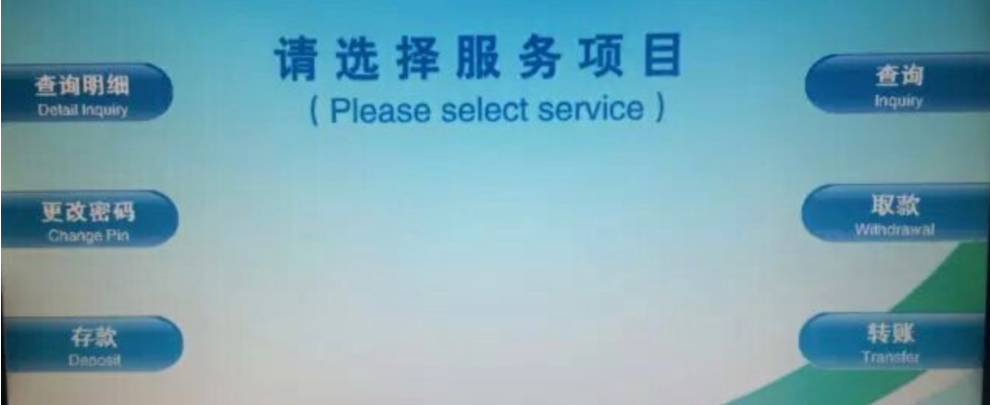 请选择服务项目
( Please select service )
查询明细
Detail Inquiry
查询
Inquiry
更改密码
Change Pin
取款
Withdrawal
存款
Deposit
转账
Transfer